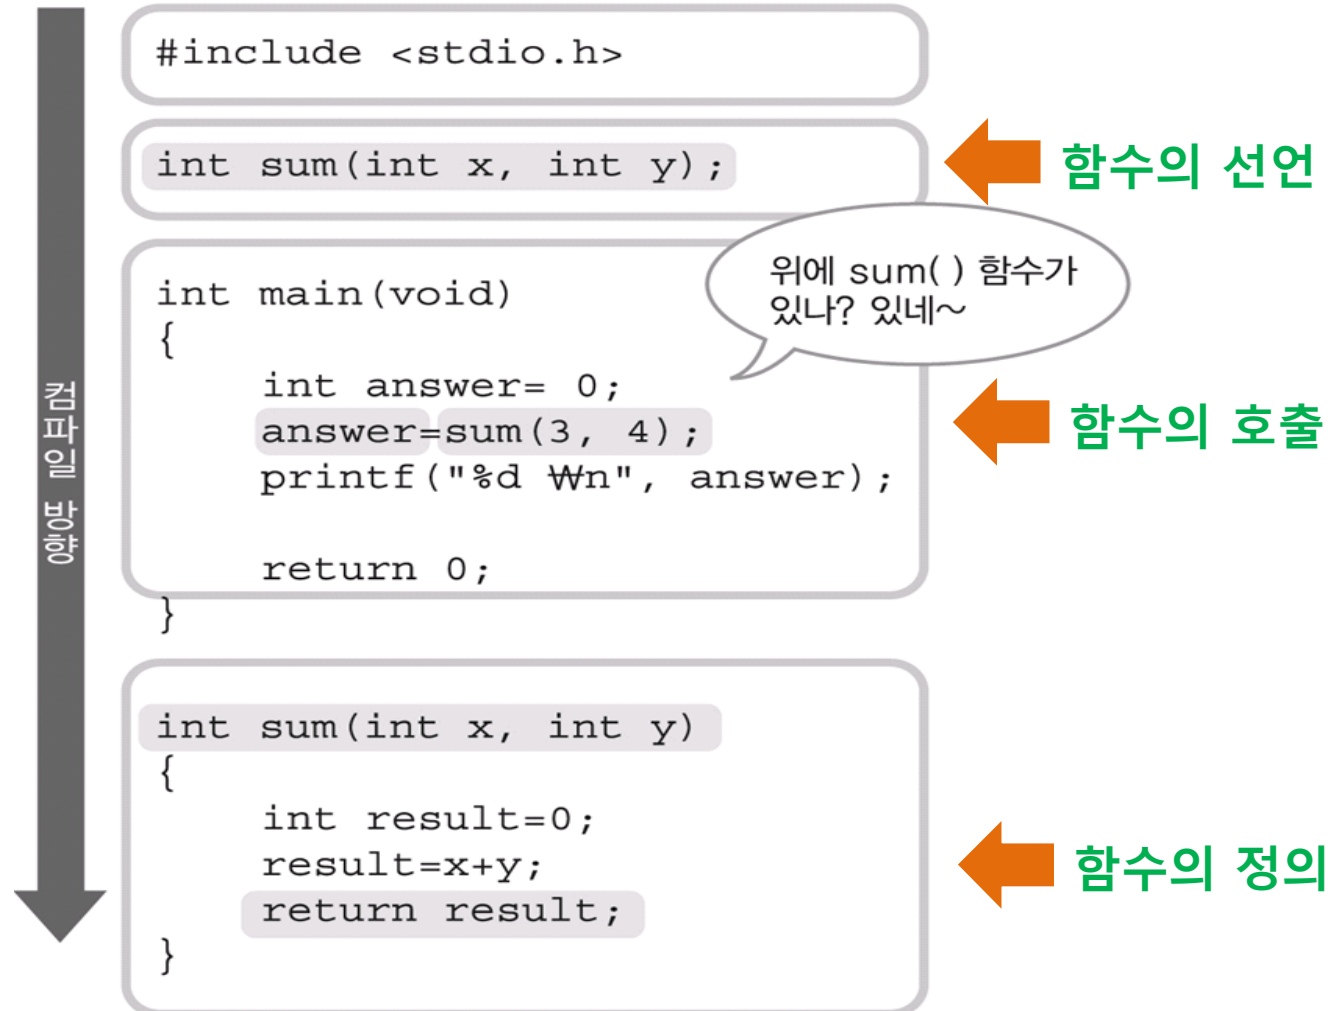 #include <stdio.h>
int sum(int x, int y);
함수의 선언
위에 sum( ) 함수가
있나? 있네~
int main(void)
{
int answer= 0;
answer=sum(3, 4);
함수의 호출
printf("%d ₩n", answer);
return 0;
}
컴파일 방향
int sum(int x, int y)
{
int result=0;
result=x+y;
함수의 정의
return result;
}